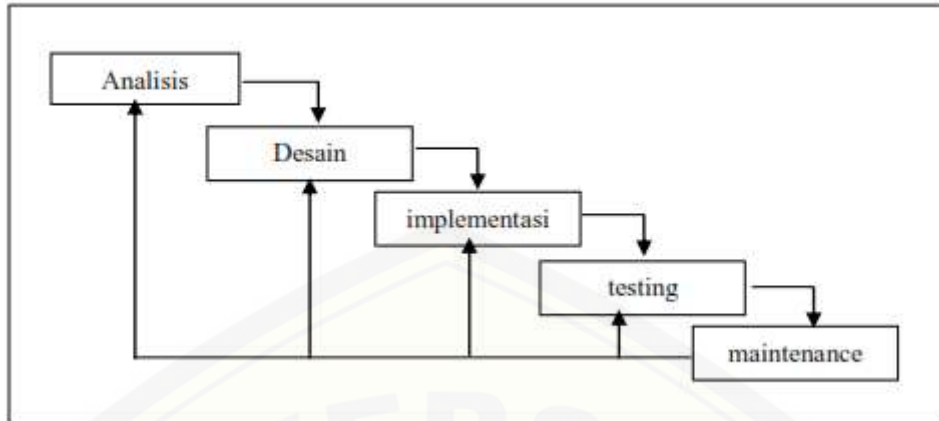 Analisis
Desain
implementasi
testing
maintenance